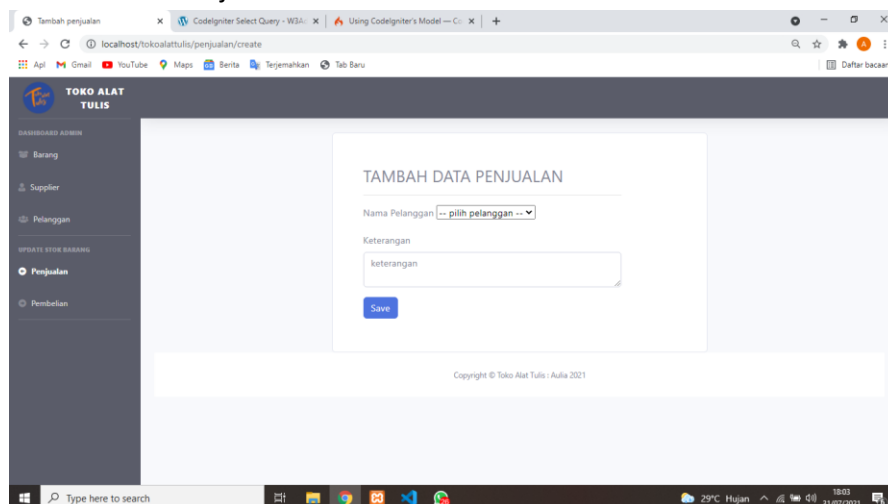 Tambah penjualan
CodeIgniter Select Query - W3A
Using CodeIgniter's Model — Co
localhost/tokoalattulis/penjualan/create
Apl
Gmail
YouTube
Maps
Berita
Terjemahkan
Tab Baru
Daftar bacaan
TOKO ALAT
TULIS
DASHBOARD ADMIN
Barang
Supplier
Pelanggan
UPDATE STOK BARANG
Penjualan
Pembelian
TAMBAH DATA PENJUALAN
Nama Pelanggan -- pilih pelanggan --
Keterangan
keterangan
Save
Copyright © Toko Alat Tulis : Aulia 2021
Type here to search
29°C Hujan
18:03
31/07/2021